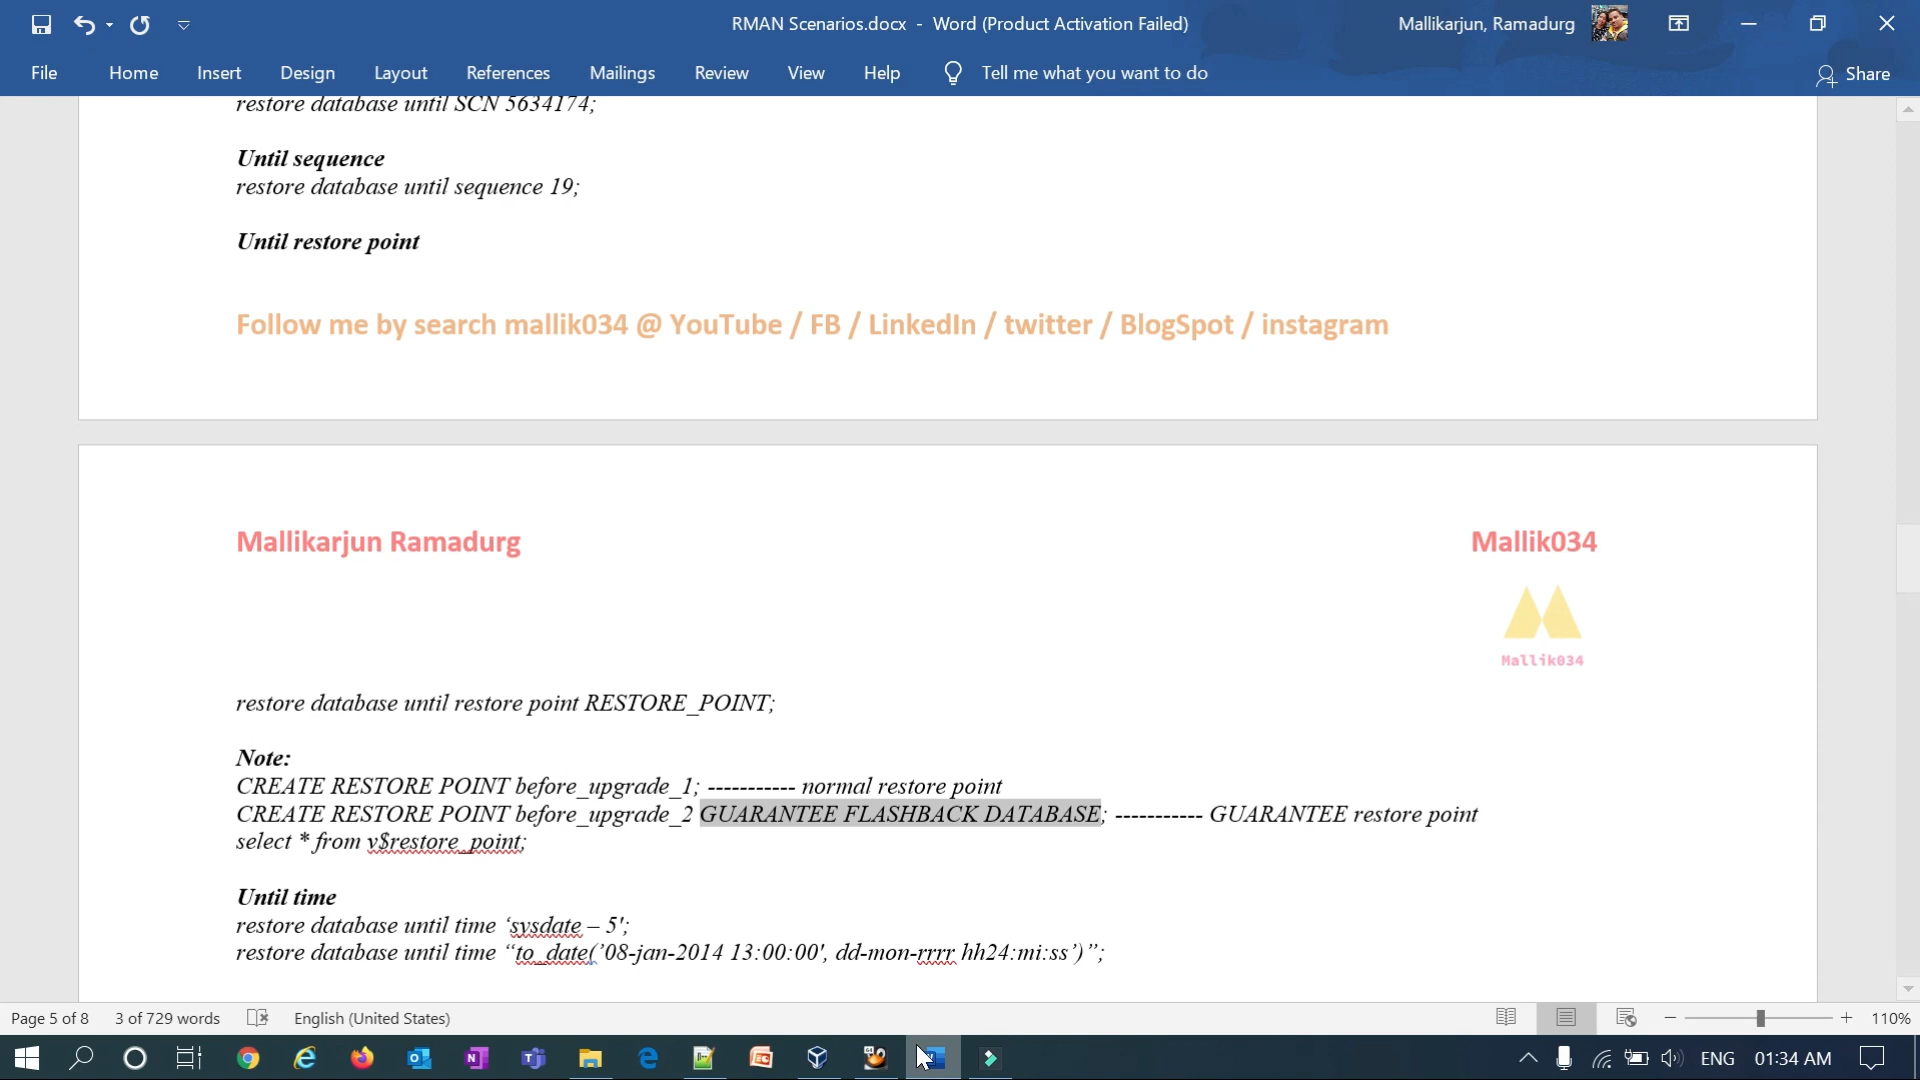 RMAN Scenarios.docx - Word (Product Activation Failed)
Mallikarjun, Ramadurg
File Home Insert Design Layout References Mailings Review View Help Tell me what you want to do Share
restore database until SCN 5634174;
Until sequence
restore database until sequence 19;
Until restore point
Follow me by search mallik034 @ YouTube / FB / LinkedIn / twitter / BlogSpot / instagram
Mallikarjun Ramadurg
Mallik034
Mallik034
restore database until restore point RESTORE_POINT;
Note:
CREATE RESTORE POINT before_upgrade_1; ----------- normal restore point
CREATE RESTORE POINT before_upgrade_2 GUARANTEE FLASHBACK DATABASE; ----------- GUARANTEE restore point
select * from v$restore_point;
Until time
restore database until time ‘sysdate – 5';
restore database until time “to_date(’08-jan-2014 13:00:00', dd-mon-rrrr hh24:mi:ss’)”;
Page 5 of 8 3 of 729 words English (United States) 110%
ENG 01:34 AM